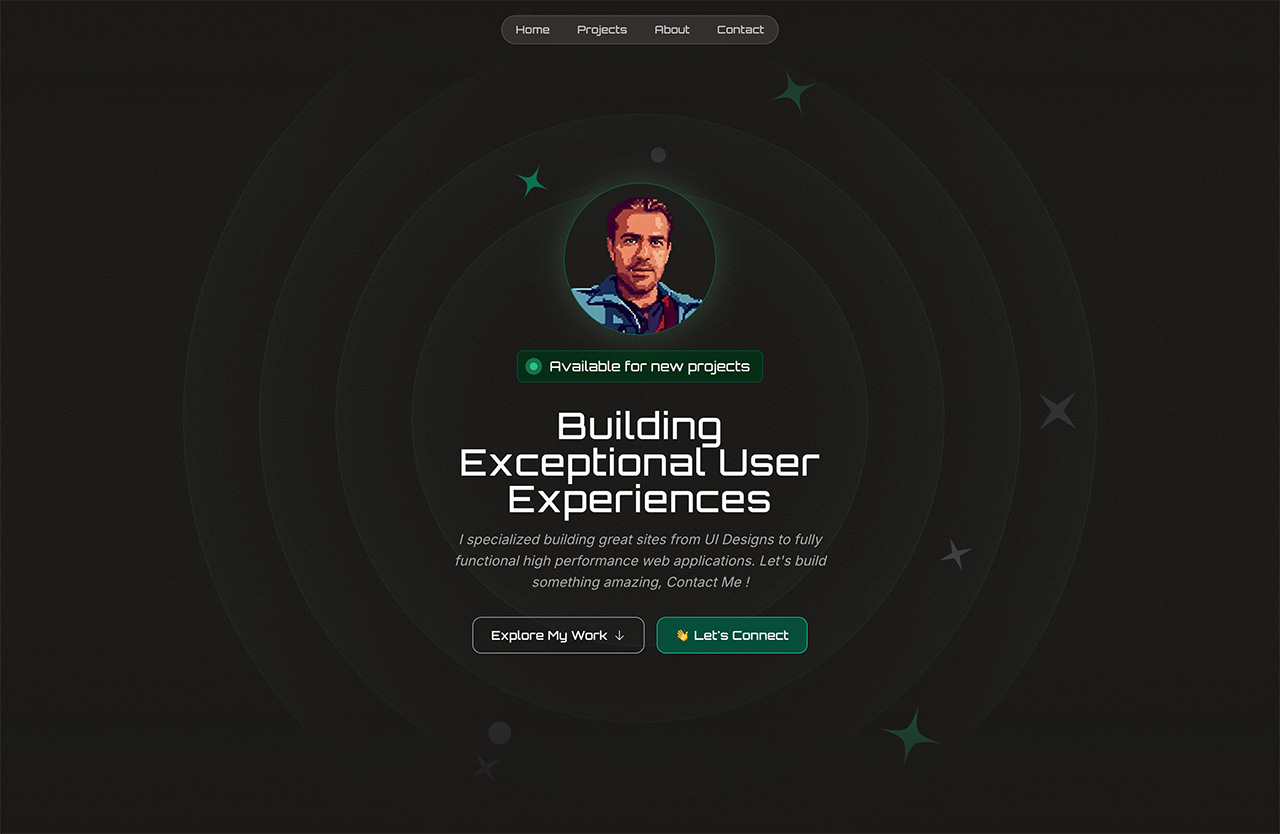 Home Projects About Contact
Available for new projects
Building
Exceptional User
Experiences
I specialized building great sites from UI Designs to fully
functional high performance web applications. Let's build
something amazing, Contact Me !
Explore My Work ↓ 👋 Let's Connect